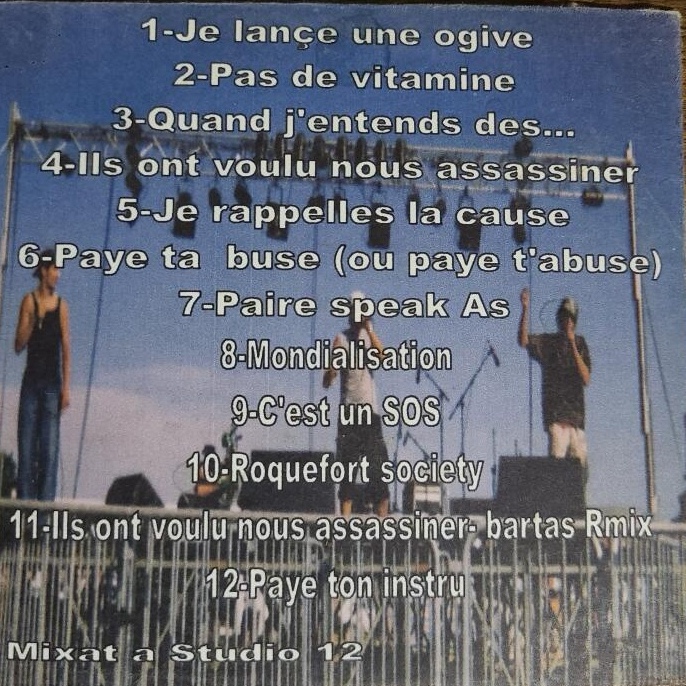 1-Je lançe une ogive
2-Pas de vitamine
3-Quand j'entends des...
4-Ils ont voulu nous assassiner
5-Je rappelles la cause
6-Paye ta buse (ou paye t'abuse)
7-Paire speak As
8-Mondialisation
9-C'est un SOS
10-Roquefort society
11-Ils ont voulu nous assassiner- bartas Rmix
12-Paye ton instru
Mixat a Studio 12